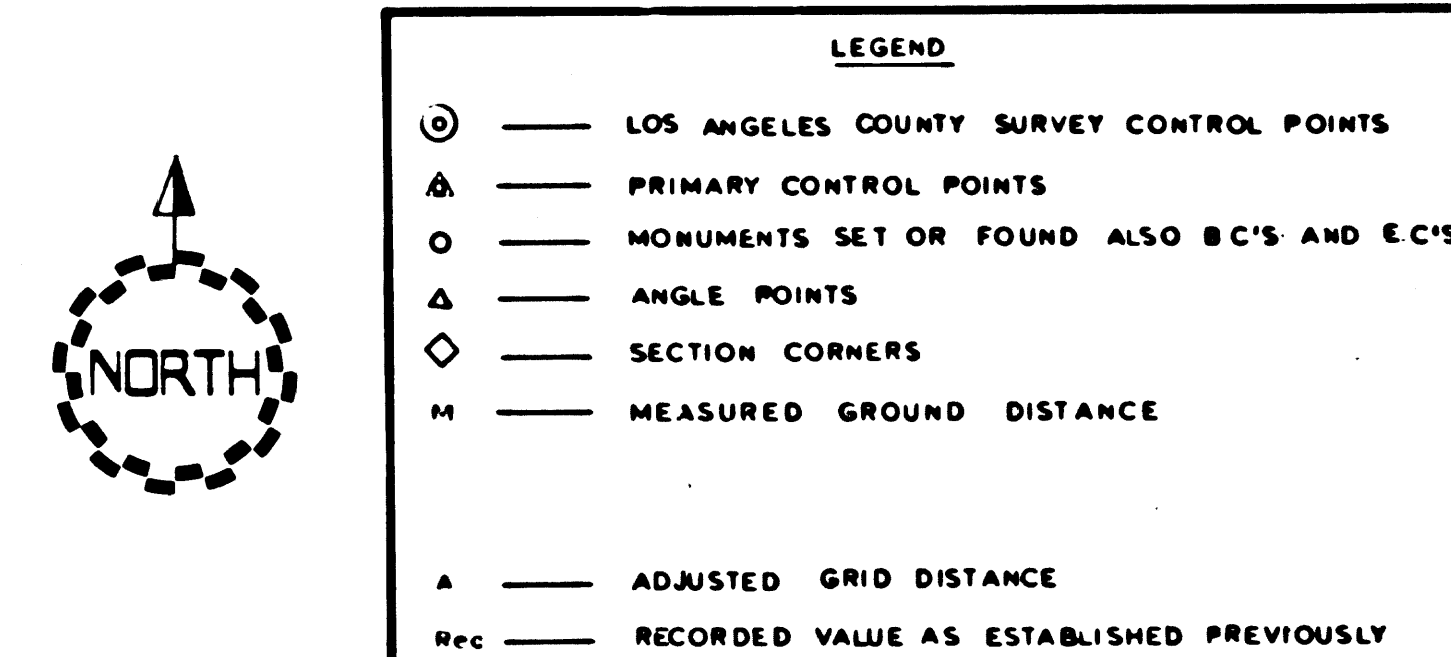 LEGEND
LOS ANGELES COUNTY SURVEY CONTROL POINTS
PRIMARY CONTROL POINTS
MONUMENTS SET OR FOUND ALSO BC'S. AND E.C'S
ANGLE POINTS
SECTION CORNERS
M MEASURED GROUND DISTANCE
A ADJUSTED GRID DISTANCE
Rec RECORDED VALUE AS ESTABLISHED PREVIOUSLY
NORTH